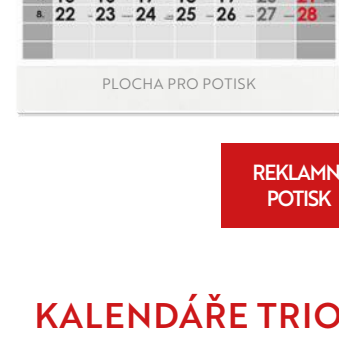 8. 22 23 24 25 26 27 28
PLOCHA PRO POTISK
REKLAMN
POTISK
KALENDÁŘE TRIO